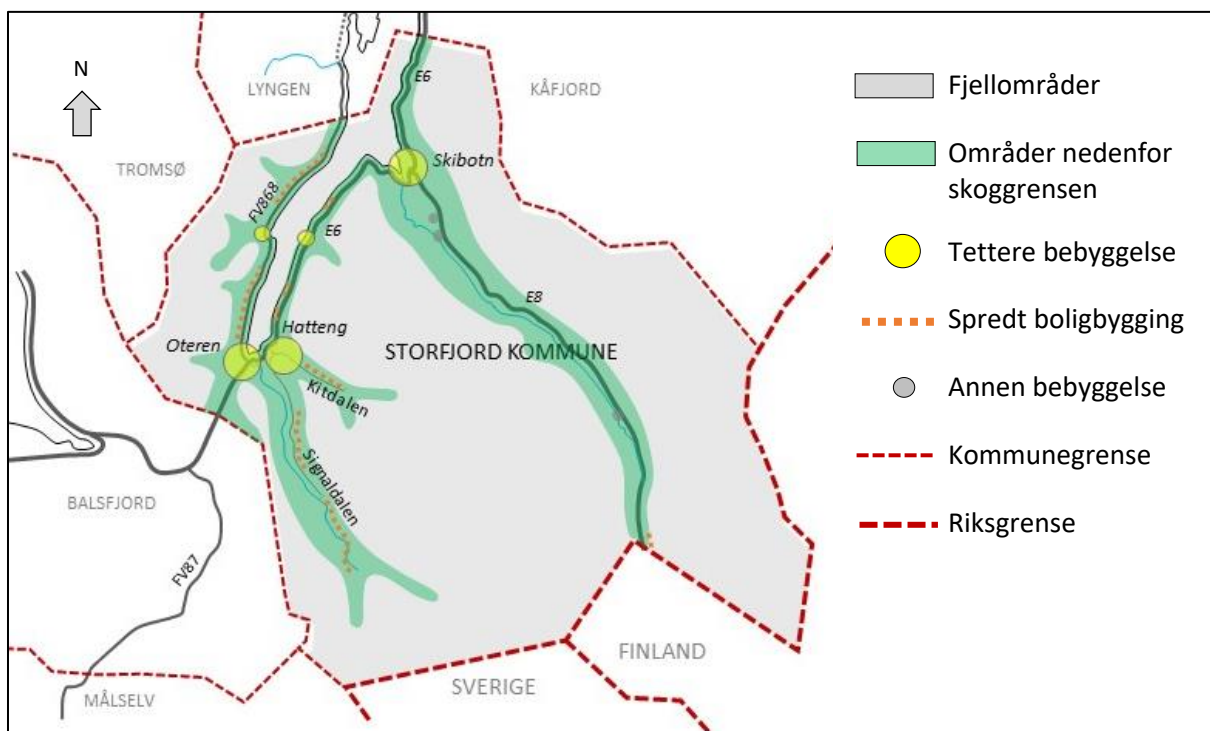 N
LYNGEN
E6
KÅFJORD
TROMSØ
Skibotn
FV868
E6
E8
Oteren
Hatteng
STORFJORD KOMMUNE
Kitdalen
Signaldalen
BALSFJORD
FV87
FINLAND
SVERIGE
MÅLSELV
Fjellområder
Områder nedenfor
skoggrensen
Tettere bebyggelse
Spredt boligbygging
Annen bebyggelse
Kommunegrense
Riksgrense